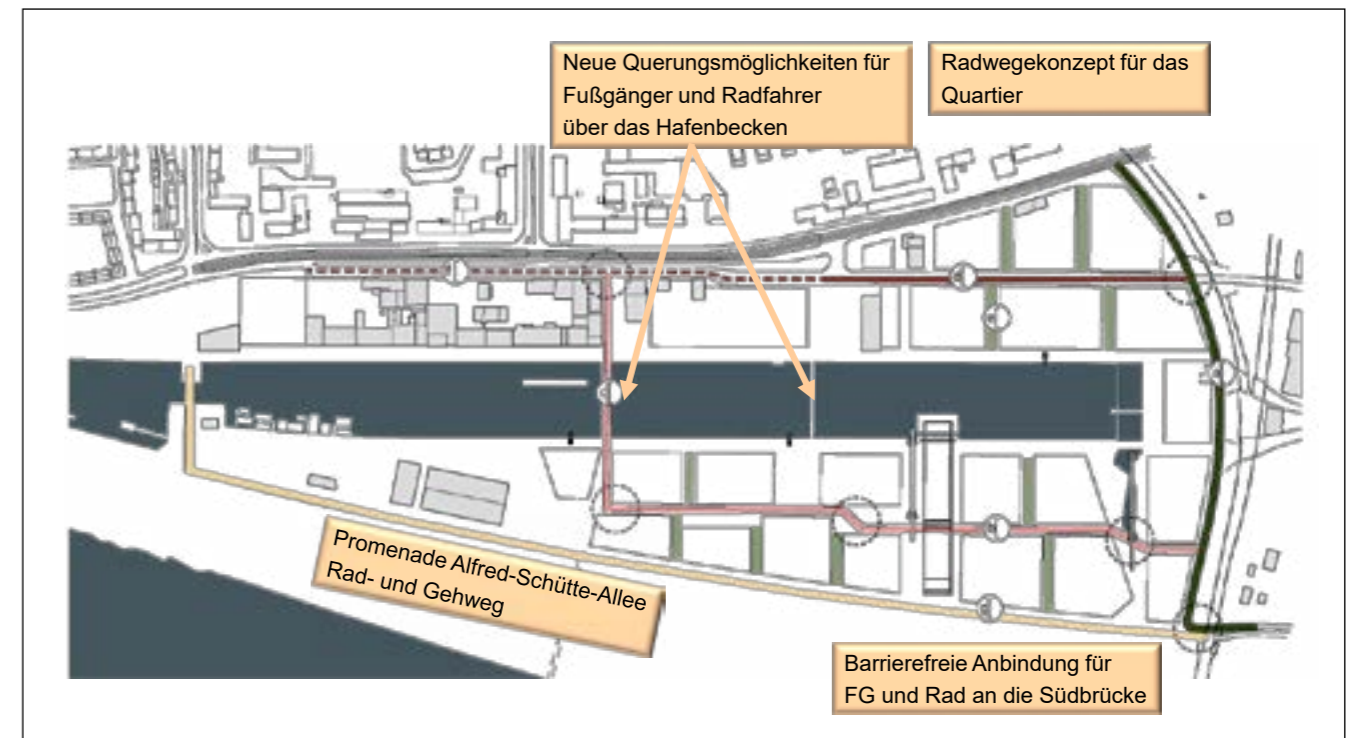 Neue Querungsmöglichkeiten für
Fußgänger und Radfahrer
über das Hafenbecken
Radwegekonzept für das
Quartier
Promenade Alfred-Schütte-Allee
Rad- und Gehweg
Barrierefreie Anbindung für
FG und Rad an die Südbrücke